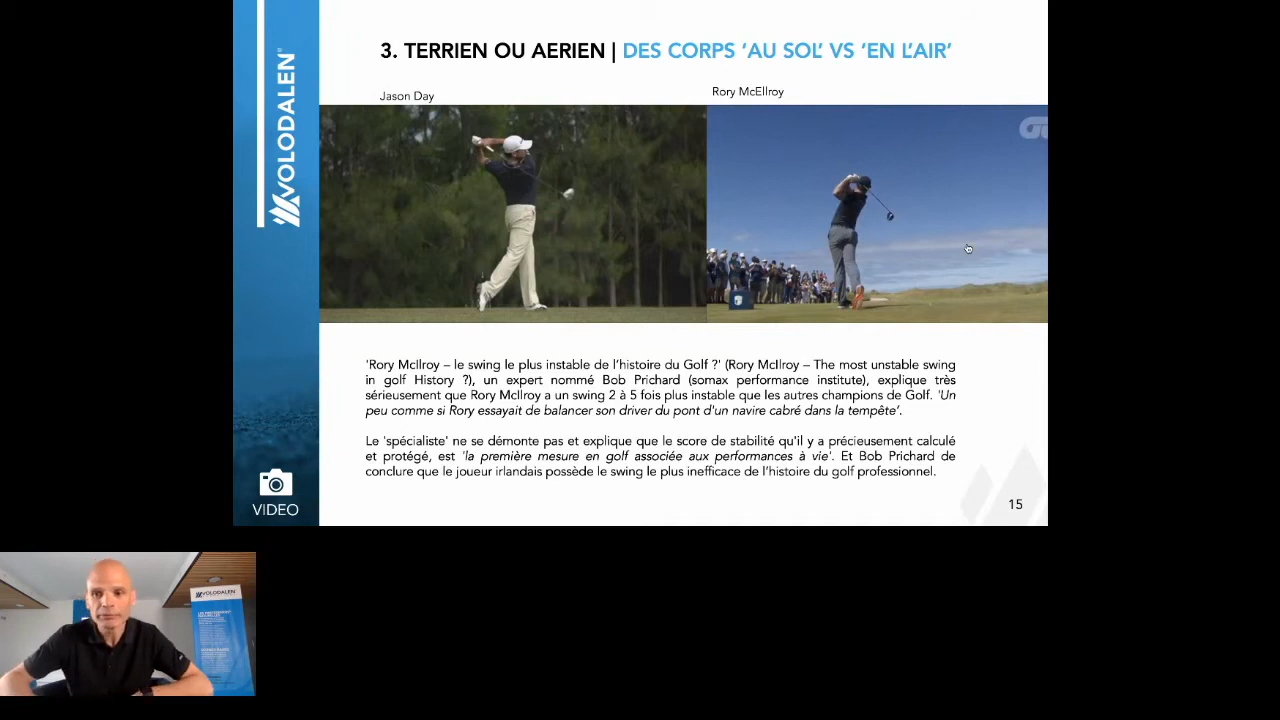 3. TERRIEN OU AERIEN | DES CORPS ‘AU SOL’ VS ‘EN L’AIR’
VOLODALEN®
Jason Day
Rory McEllroy
'Rory McIlroy – le swing le plus instable de l’histoire du Golf ?' (Rory McIlroy – The most unstable swing
in golf History ?), un expert nommé Bob Prichard (somax performance institute), explique très
sérieusement que Rory McIlroy a un swing 2 à 5 fois plus instable que les autres champions de Golf. 'Un
peu comme si Rory essayait de balancer son driver du pont d'un navire cabré dans la tempête’.
Le 'spécialiste' ne se démonte pas et explique que le score de stabilité qu'il y a précieusement calculé
et protégé, est 'la première mesure en golf associée aux performances à vie'. Et Bob Prichard de
conclure que le joueur irlandais possède le swing le plus inefficace de l’histoire du golf professionnel.
VIDEO
15
VOLODALEN